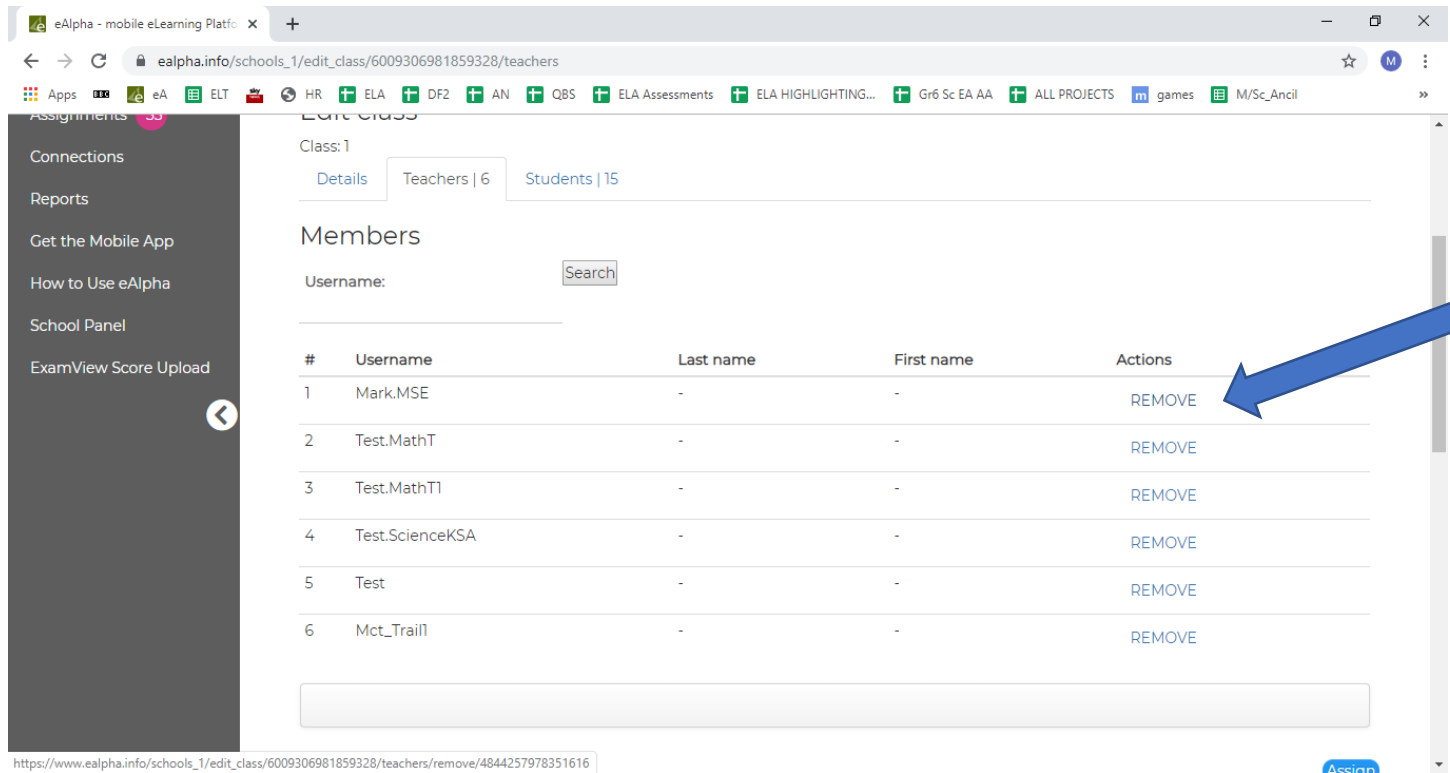 eAlpha - mobile eLearning Platfo
ealpha.info/schools_1/edit_class/6009306981859328/teachers
M
Apps BBC eA ELT HR ELA DF2 AN QBS ELA Assessments ELA HIGHLIGHTING... Gr6 Sc EA AA ALL PROJECTS m games M/Sc_Ancil »
Assignments 33
Connections
Reports
Get the Mobile App
How to Use eAlpha
School Panel
ExamView Score Upload
Edit class
Class: 1
Details Teachers | 6 Students | 15
Members
Username: Search
# Username Last name First name Actions
1 Mark.MSE - - REMOVE
2 Test.MathT - - REMOVE
3 Test.MathT1 - - REMOVE
4 Test.ScienceKSA - - REMOVE
5 Test - - REMOVE
6 Mct_Trail1 - - REMOVE
Assign
https://www.ealpha.info/schools_1/edit_class/6009306981859328/teachers/remove/4844257978351616